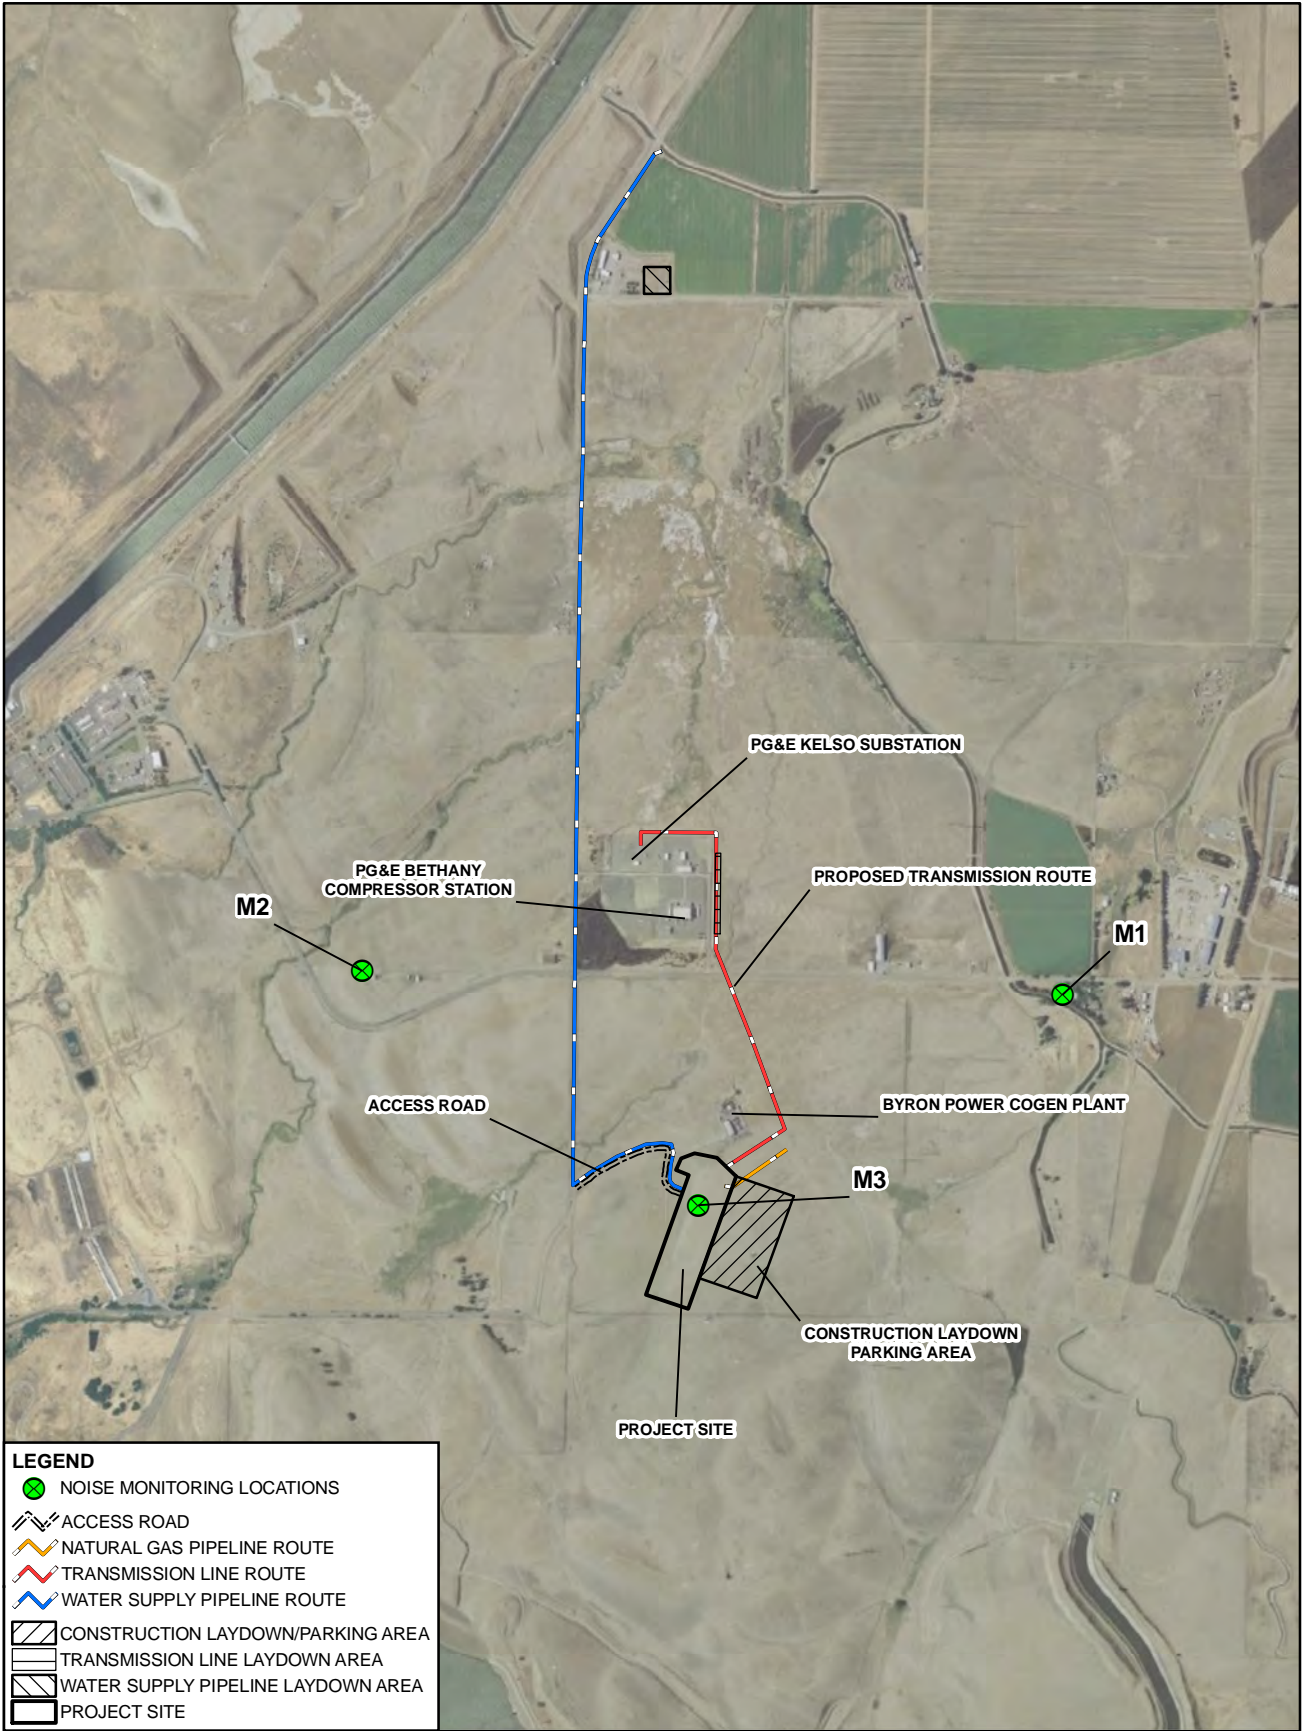 PG&E KELSO SUBSTATION
PG&E BETHANY
COMPRESSOR STATION
PROPOSED TRANSMISSION ROUTE
M2
M1
ACCESS ROAD
BYRON POWER COGEN PLANT
M3
CONSTRUCTION LAYDOWN
PARKING AREA
PROJECT SITE
LEGEND
NOISE MONITORING LOCATIONS
ACCESS ROAD
NATURAL GAS PIPELINE ROUTE
TRANSMISSION LINE ROUTE
WATER SUPPLY PIPELINE ROUTE
CONSTRUCTION LAYDOWN/PARKING AREA
TRANSMISSION LINE LAYDOWN AREA
WATER SUPPLY PIPELINE LAYDOWN AREA
PROJECT SITE